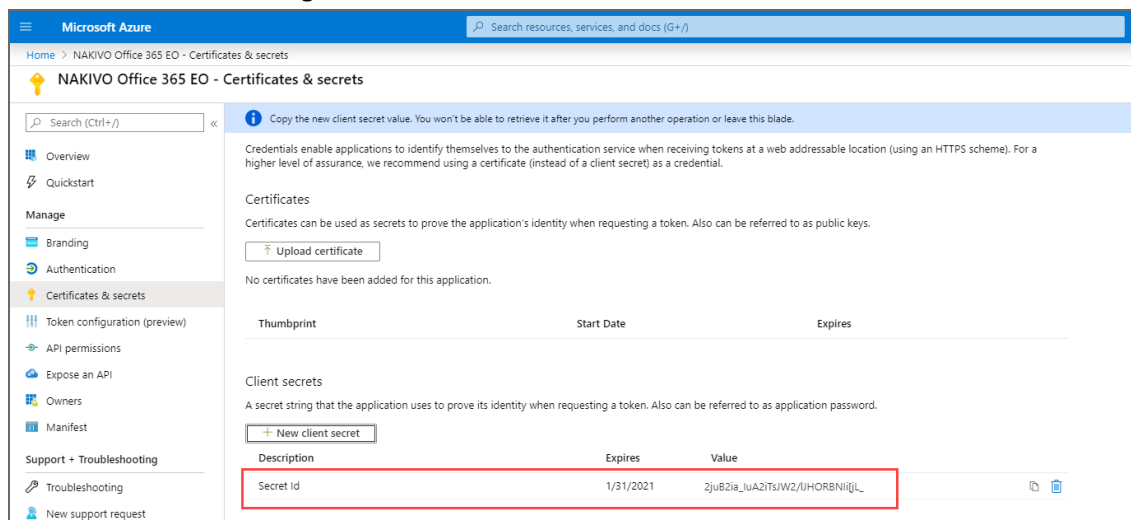 Microsoft Azure
Search resources, services, and docs (G+/)
Home > NAKIVO Office 365 EO - Certificates & secrets
NAKIVO Office 365 EO - Certificates & secrets
Search (Ctrl+/)
«
Overview
Quickstart
Manage
Branding
Authentication
Certificates & secrets
Token configuration (preview)
API permissions
Expose an API
Owners
Manifest
Support + Troubleshooting
Troubleshooting
New support request
Copy the new client secret value. You won't be able to retrieve it after you perform another operation or leave this blade.
Credentials enable applications to identify themselves to the authentication service when receiving tokens at a web addressable location (using an HTTPS scheme). For a
higher level of assurance, we recommend using a certificate (instead of a client secret) as a credential.
Certificates
Certificates can be used as secrets to prove the application's identity when requesting a token. Also can be referred to as public keys.
Upload certificate
No certificates have been added for this application.
Thumbprint Start Date Expires
Client secrets
A secret string that the application uses to prove its identity when requesting a token. Also can be referred to as application password.
+ New client secret
Description Expires Value
Secret Id 1/31/2021